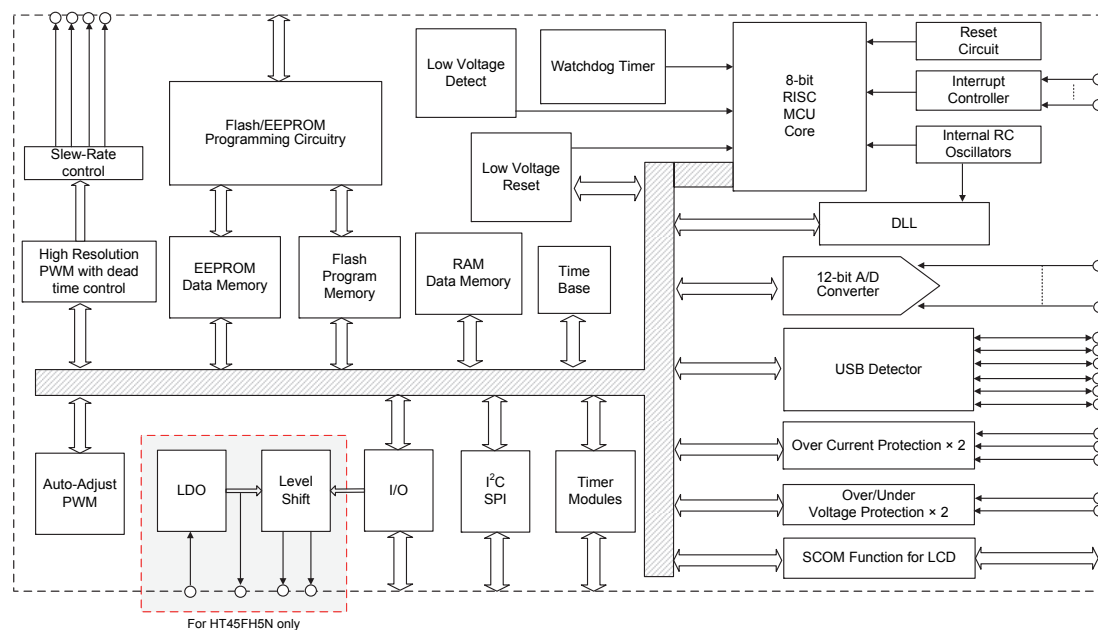 Low Voltage
Detect
Watchdog Timer
8-bit
RISC
MCU
Core
Reset
Circuit
Interrupt
Controller
Internal RC
Oscillators
Flash/EEPROM
Programming Circuitry
Slew-Rate
control
Low Voltage
Reset
DLL
High Resolution
PWM with dead
time control
EEPROM
Data Memory
Flash
Program
Memory
RAM
Data Memory
Time
Base
12-bit A/D
Converter
USB Detector
Auto-Adjust
PWM
LDO
Level
Shift
I/O
I²C
SPI
Timer
Modules
Over Current Protection × 2
Over/Under
Voltage Protection × 2
SCOM Function for LCD
For HT45FH5N only